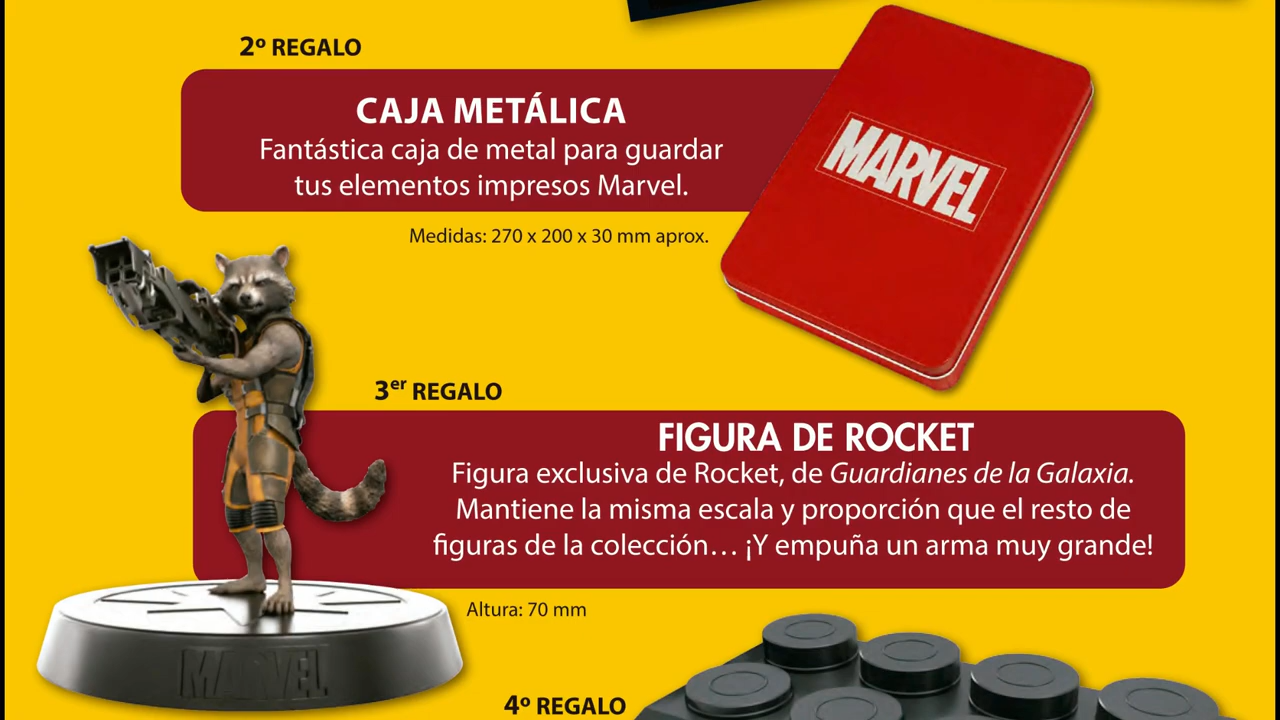 2º REGALO
CAJA METÁLICA
Fantástica caja de metal para guardar
tus elementos impresos Marvel.
MARVEL
Medidas: 270 x 200 x 30 mm aprox.
3er REGALO
FIGURA DE ROCKET
Figura exclusiva de Rocket, de Guardianes de la Galaxia.
Mantiene la misma escala y proporción que el resto de
figuras de la colección… ¡Y empuña un arma muy grande!
Altura: 70 mm
MARVEL
4º REGALO